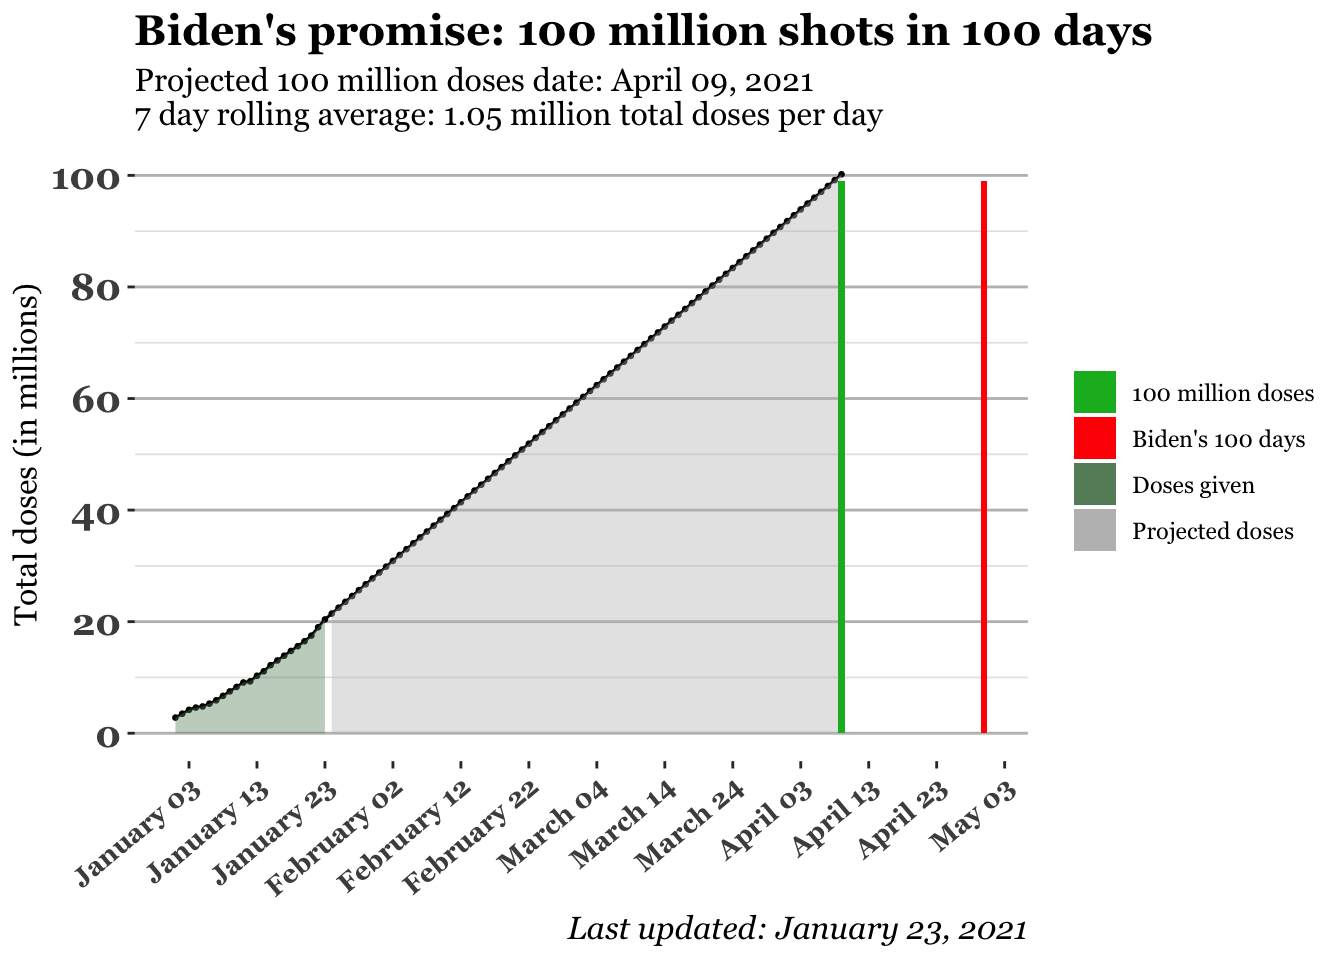 Biden's promise: 100 million shots in 100 days
Projected 100 million doses date: April 09, 2021
7 day rolling average: 1.05 million total doses per day
Total doses (in millions)
100
80
60
40
20
0
January 03
January 13
January 23
February 02
February 12
February 22
March 04
March 14
March 24
April 03
April 13
April 23
May 03
100 million doses
Biden's 100 days
Doses given
Projected doses
Last updated: January 23, 2021